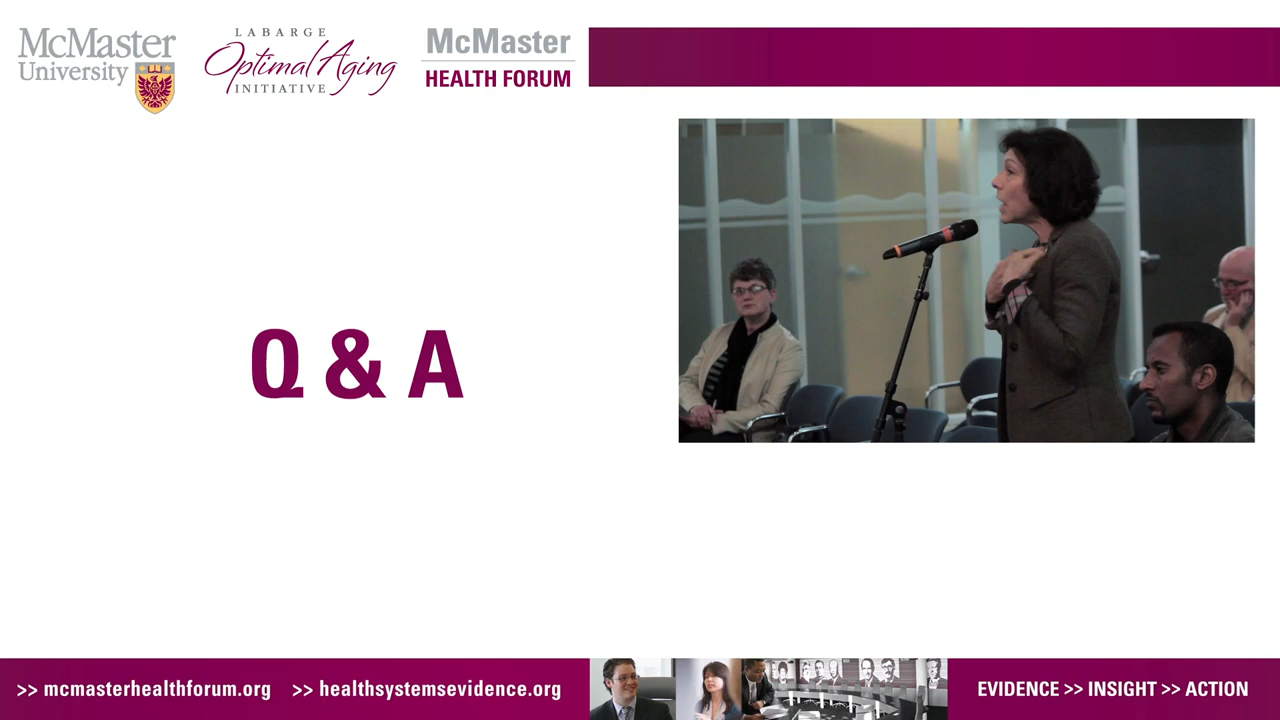 McMaster
University
LABARGE
Optimal Aging
INITIATIVE
McMaster
HEALTH FORUM
Q & A
>> mcmasterhealthforum.org >> healthsystemsevidence.org
EVIDENCE >> INSIGHT >> ACTION